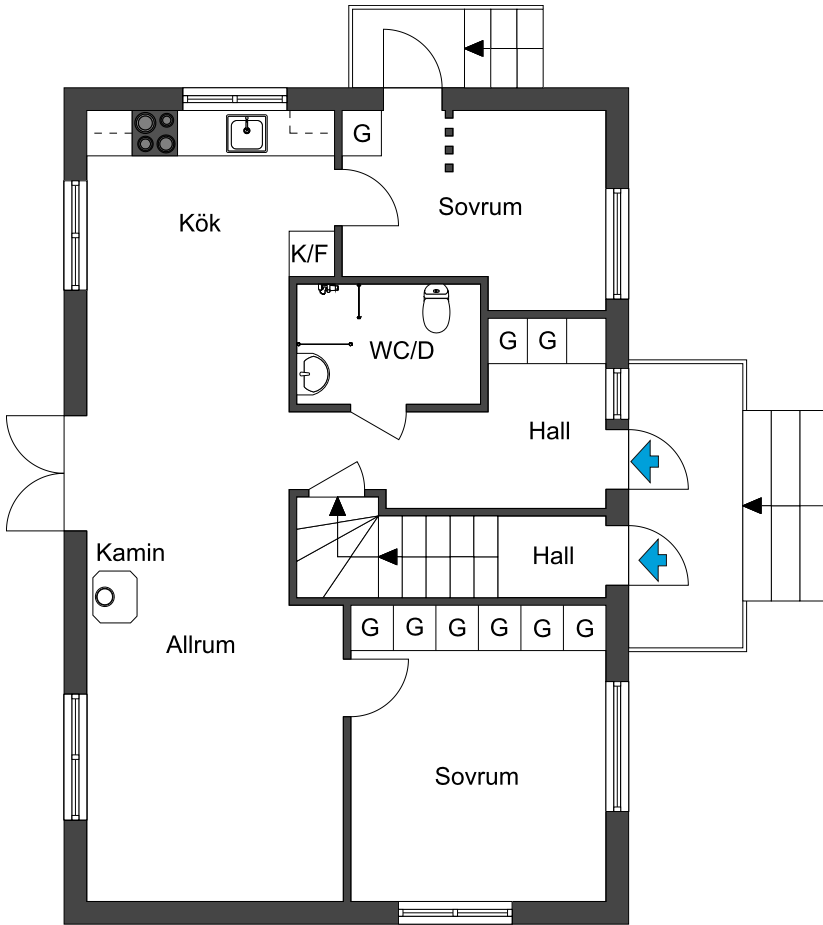 G
Sovrum
Kök
K/F
WC/D
G G
Hall
Hall
Kamin
G G G G G G
Allrum
Sovrum